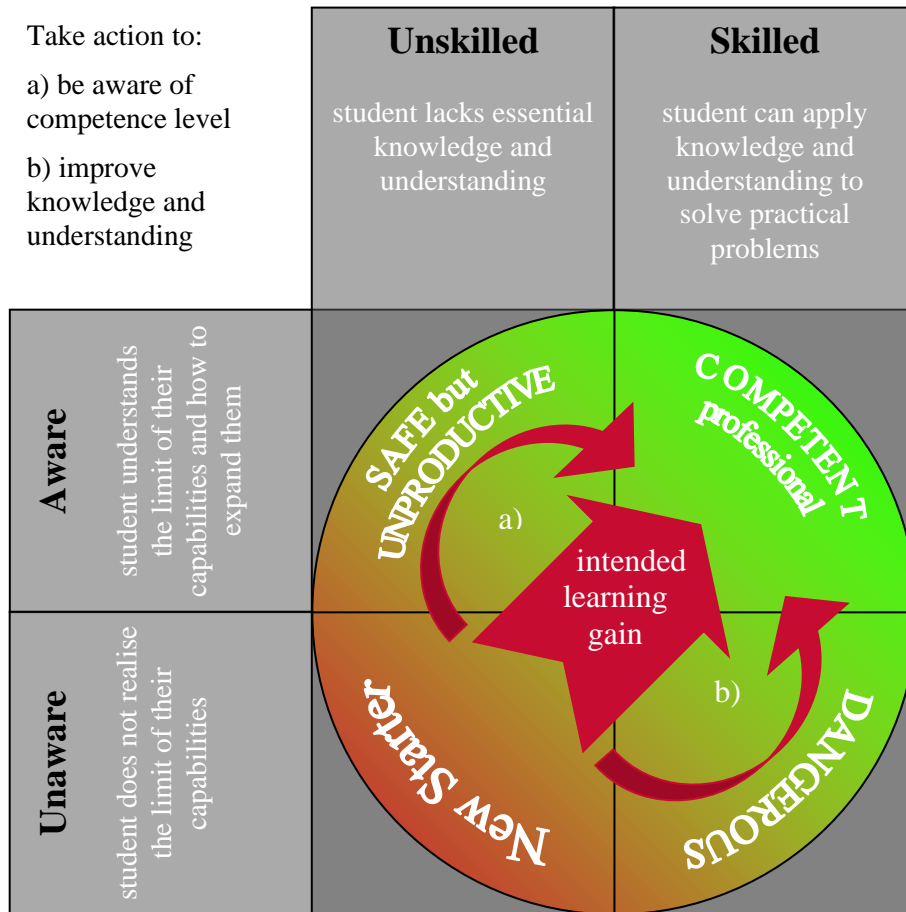 Take action to:
a) be aware of
competence level
b) improve
knowledge and
understanding
Unskilled
student lacks essential
knowledge and
understanding
Skilled
student can apply
knowledge and
understanding to
solve practical
problems
Aware
student understands
the limit of their
capabilities and how to
expand them
SAFE but
UNPRODUCTIVE
COMPETENT
professional
a)
intended
learning
gain
Unaware
student does not realise
the limit of their
capabilities
New Starter
b)
DANGEROUS